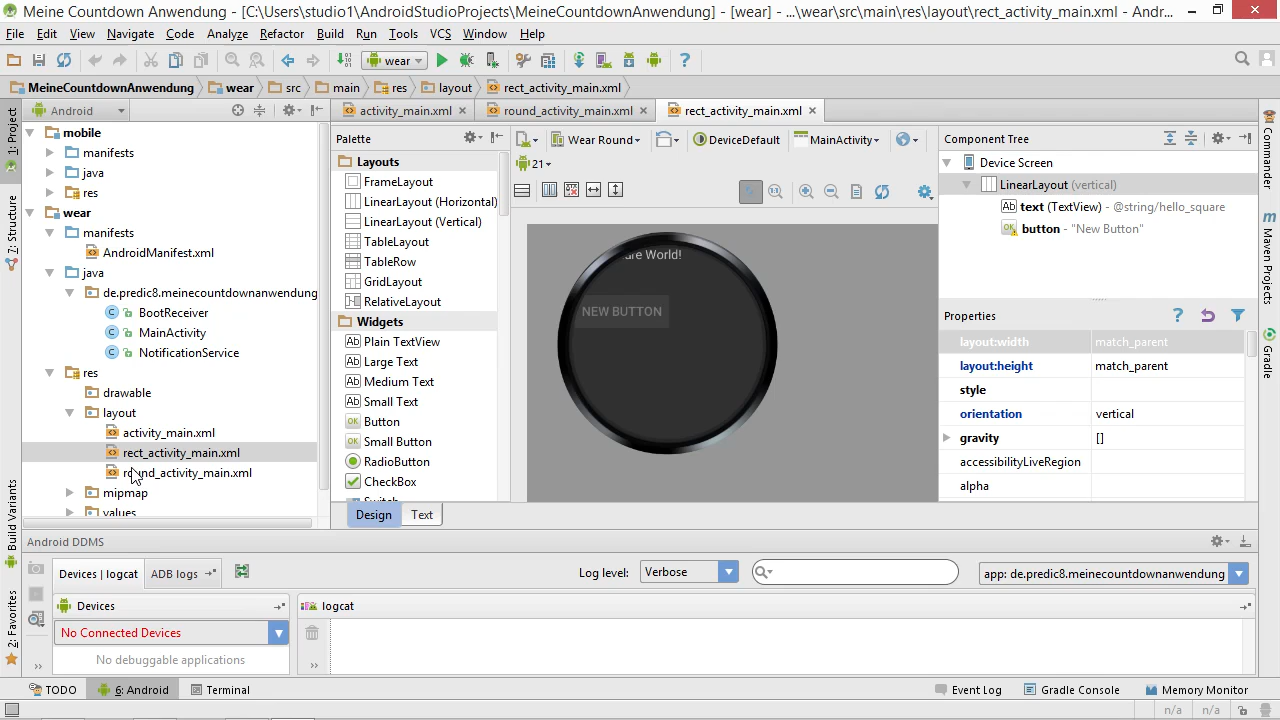 Meine Countdown Anwendung - [C:\Users\studio1\AndroidStudioProjects\MeineCountdownAnwendung] - [wear] - ...\wear\src\main\res\layout\rect_activity_main.xml - Andr...
File Edit View Navigate Code Analyze Refactor Build Run Tools VCS Window Help
wear
MeineCountdownAnwendung wear src main res layout rect_activity_main.xml
1: Project
2: Structure
Build Variants
2: Favorites
Android
mobile
manifests
java
res
wear
manifests
AndroidManifest.xml
java
de.predic8.meinecountdownanwendung
BootReceiver
MainActivity
NotificationService
res
drawable
layout
activity_main.xml
rect_activity_main.xml
round_activity_main.xml
mipmap
values
activity_main.xml round_activity_main.xml rect_activity_main.xml
Palette
Layouts
FrameLayout
LinearLayout (Horizontal)
LinearLayout (Vertical)
TableLayout
TableRow
GridLayout
RelativeLayout
Widgets
Plain TextView
Large Text
Medium Text
Small Text
Button
Small Button
RadioButton
CheckBox
Switch
Design Text
Wear Round DeviceDefault MainActivity
21
are World!
NEW BUTTON
Component Tree
Device Screen
LinearLayout (vertical)
text (TextView) - @string/hello_square
button - "New Button"
Properties
layout:width match_parent
layout:height match_parent
style
orientation vertical
gravity []
accessibilityLiveRegion
alpha
Commander
Maven Projects
Gradle
Android DDMS
Devices | logcat ADB logs Log level: Verbose app: de.predic8.meinecountdownanwendung
Devices logcat
No Connected Devices
No debuggable applications
TODO 6: Android Terminal Event Log Gradle Console Memory Monitor
n/a n/a